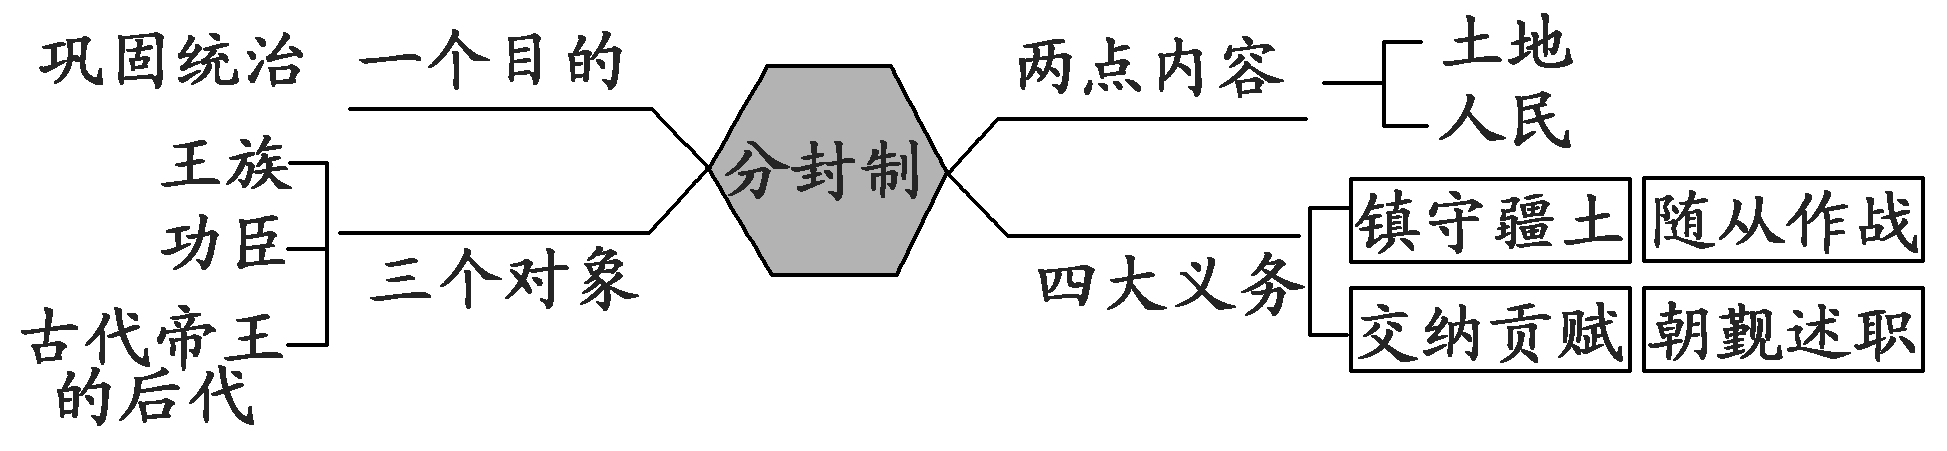 巩固统治 一个目的
王族
功臣
古代帝王
的后代
三个对象
分封制
两点内容
土地
人民
四大义务
镇守疆土 随从作战
交纳贡赋 朝觐述职